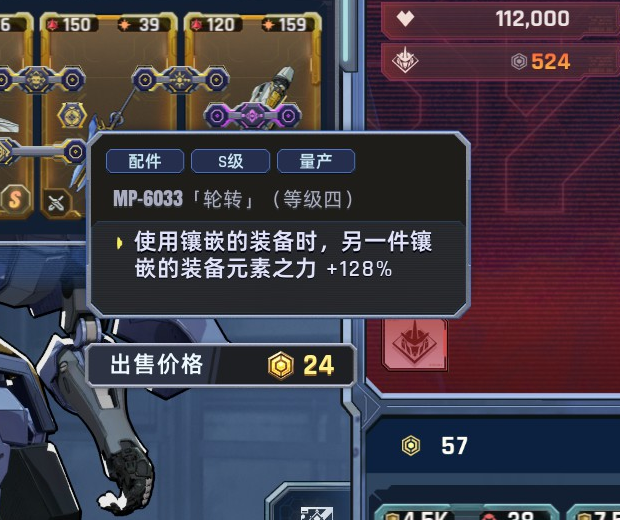 150 39 120 159
112,000
524
配件 S级 量产
MP-6033「轮转」（等级四）
使用镶嵌的装备时，另一件镶
嵌的装备元素之力 +128%
S
出售价格 24
57